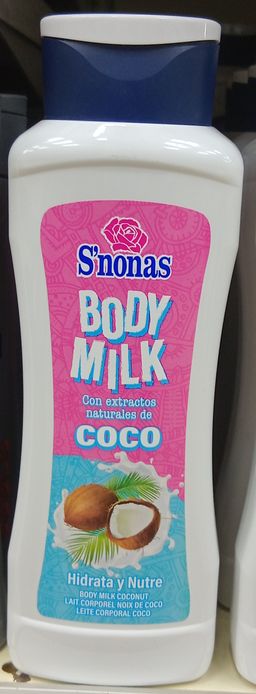 S'nonas
BODY
MILK
Con extractos
naturales de
COCO
Hidrata y Nutre
BODY MILK COCONUT
LAIT CORPOREL NOIX DE COCO
LEITE CORPORAL COCO